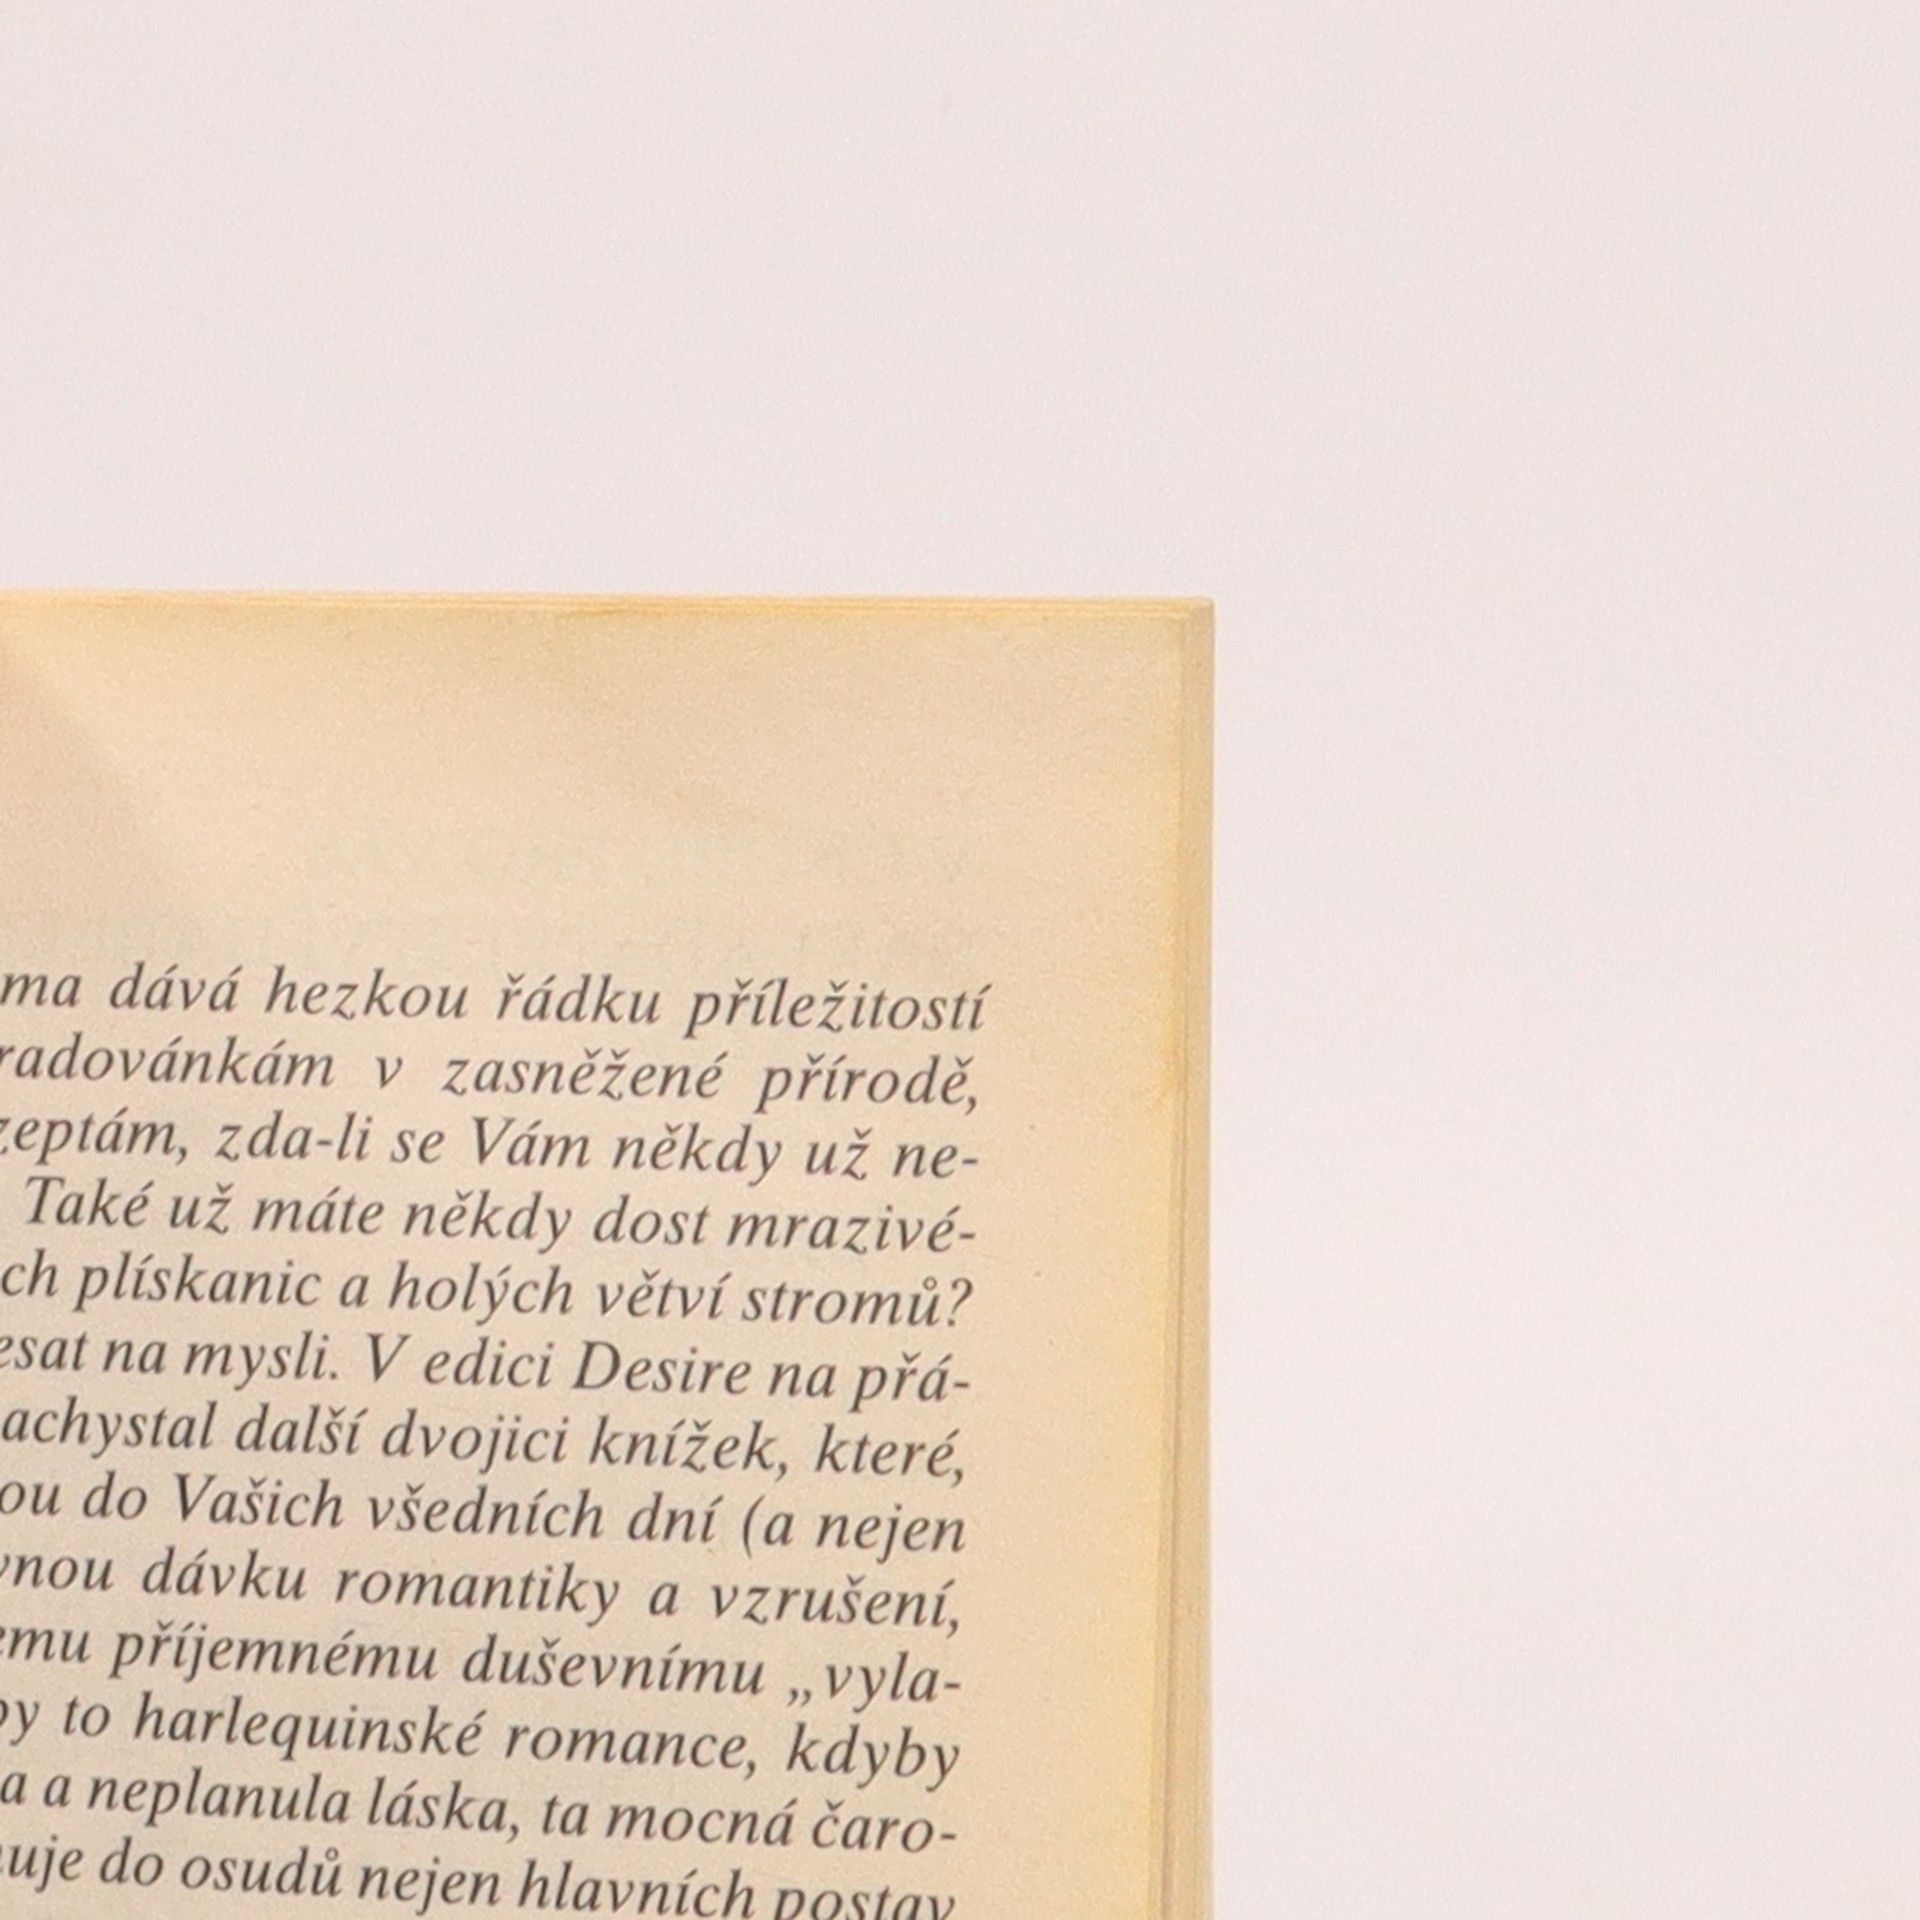 dává hezkou řádku příležitostí
radovánkám v zasněžené přírodě,
zda-li se Vám někdy už ne-
Také už máte někdy dost mrazivé-
ch plískanic a holých větví stromů?
esat na mysli. V edici Desire na přá-
achystal další dvojici knížek, které,
ou do Vašich všedních dní (a nejen
vnou dávku romantiky a vzrušení,
emu příjemnému duševnímu „vyla-
by to harlequinské romance, kdyby
a a neplanula láska, ta mocná čaro-
uje do osudů nejen hlavních postav